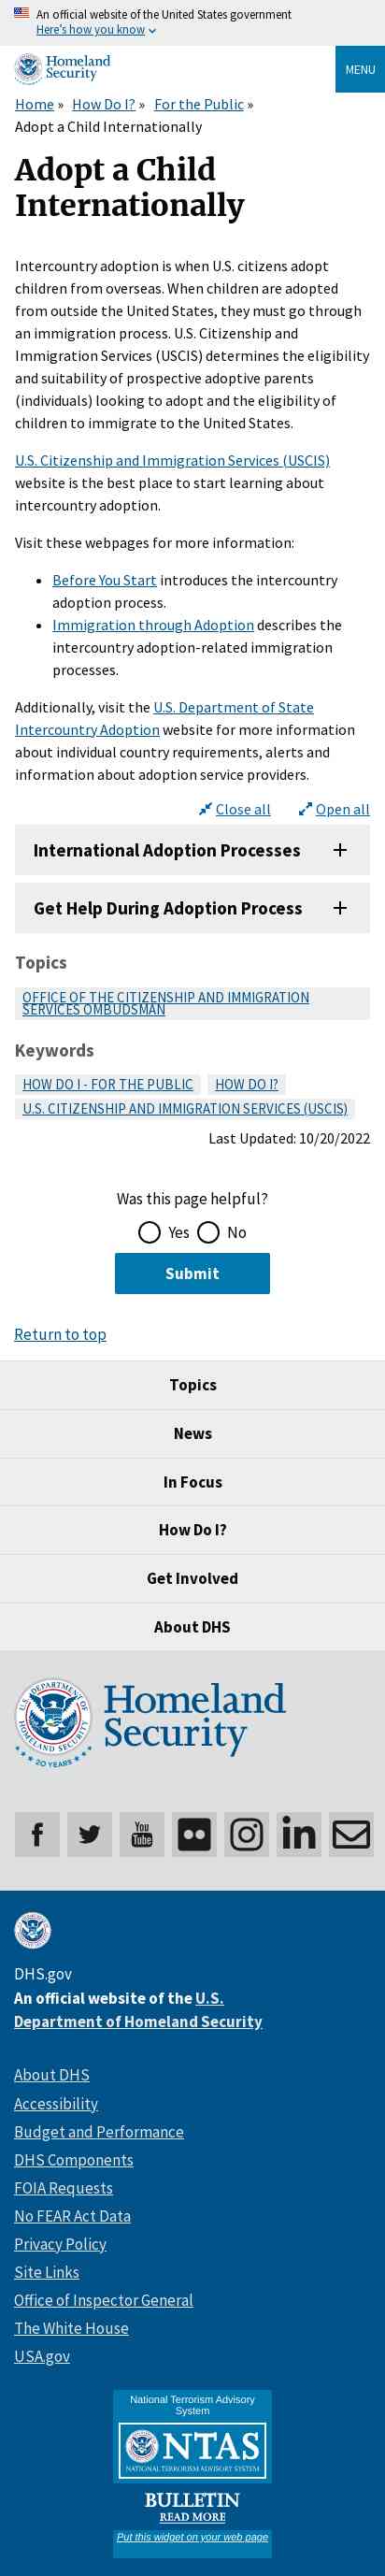 An official website of the United States government
Here's how you know
Homeland
Security
MENU
Home » How Do I? » For the Public »
Adopt a Child Internationally
Adopt a Child
Internationally
Intercountry adoption is when U.S. citizens adopt
children from overseas. When children are adopted
from outside the United States, they must go through
an immigration process. U.S. Citizenship and
Immigration Services (USCIS) determines the eligibility
and suitability of prospective adoptive parents
(individuals) looking to adopt and the eligibility of
children to immigrate to the United States.
U.S. Citizenship and Immigration Services (USCIS)
website is the best place to start learning about
intercountry adoption.
Visit these webpages for more information:
• Before You Start introduces the intercountry
adoption process.
• Immigration through Adoption describes the
intercountry adoption-related immigration
processes.
Additionally, visit the U.S. Department of State
Intercountry Adoption website for more information
about individual country requirements, alerts and
information about adoption service providers.
Close all Open all
International Adoption Processes +
Get Help During Adoption Process +
Topics
OFFICE OF THE CITIZENSHIP AND IMMIGRATION
SERVICES OMBUDSMAN
Keywords
HOW DO I - FOR THE PUBLIC HOW DO I?
U.S. CITIZENSHIP AND IMMIGRATION SERVICES (USCIS)
Last Updated: 10/20/2022
Was this page helpful?
Yes No
Submit
Return to top
Topics
News
In Focus
How Do I?
Get Involved
About DHS
U.S. DEPARTMENT OF HOMELAND SECURITY
20 YEARS
Homeland
Security
f You Tube in
DHS.gov
An official website of the U.S.
Department of Homeland Security
About DHS
Accessibility
Budget and Performance
DHS Components
FOIA Requests
No FEAR Act Data
Privacy Policy
Site Links
Office of Inspector General
The White House
USA.gov
National Terrorism Advisory
System
NTAS
NATIONAL TERRORISM ADVISORY SYSTEM
BULLETIN
READ MORE
Put this widget on your web page